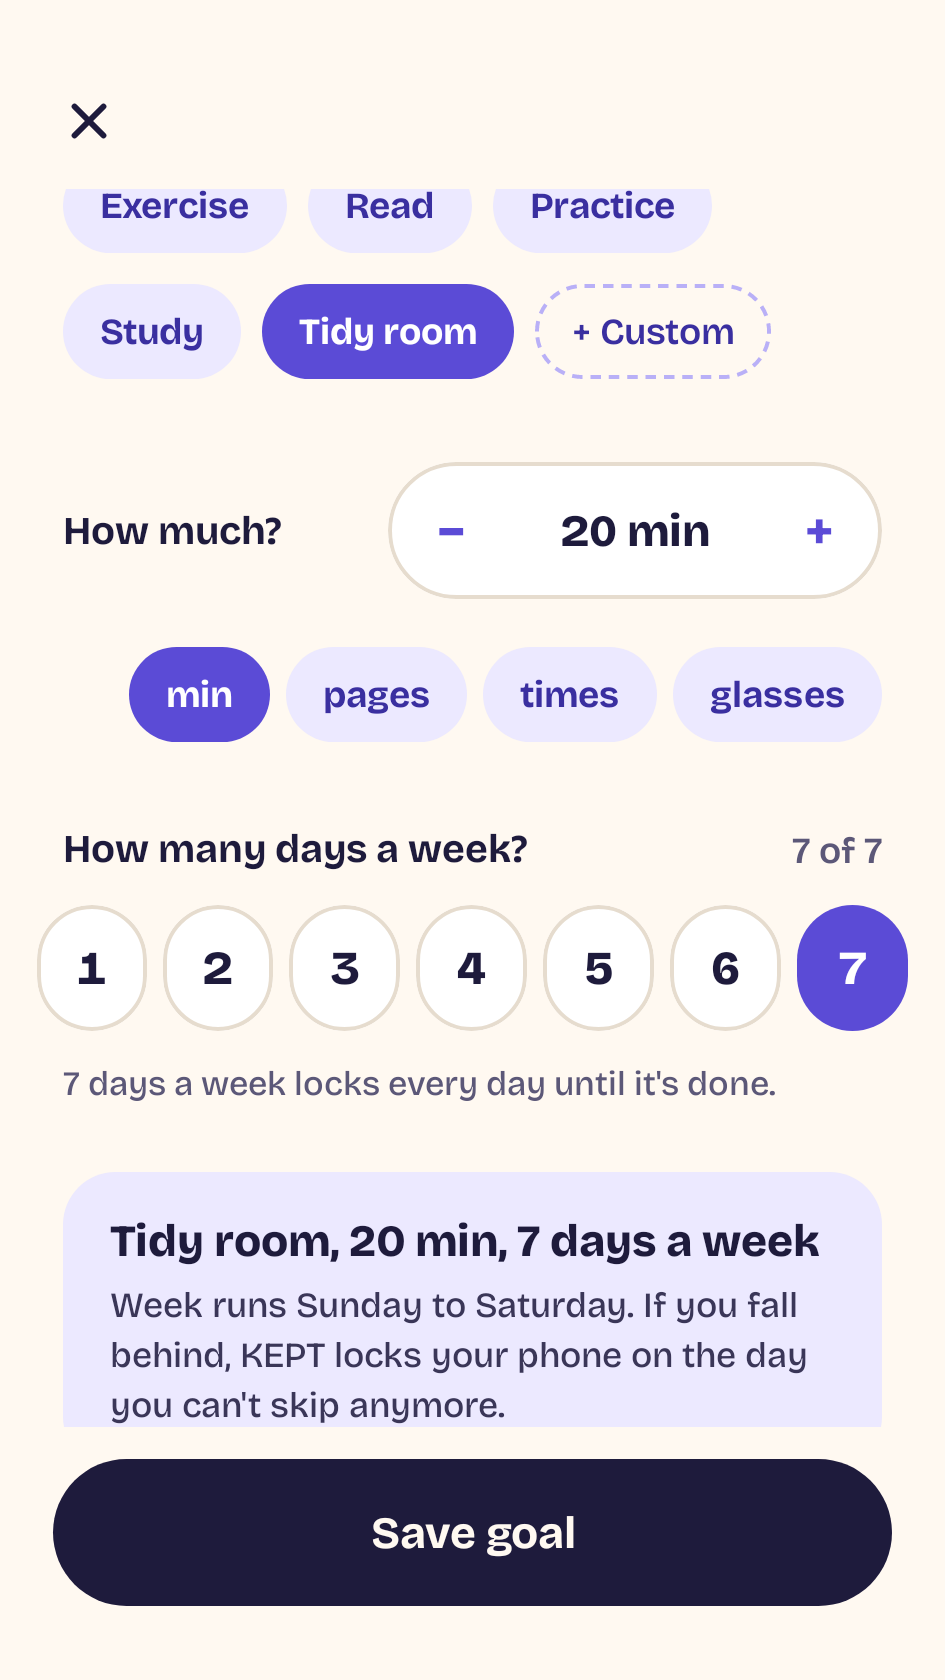 Exercise Read Practice
Study Tidy room + Custom
How much? − 20 min +
min pages times glasses
How many days a week? 7 of 7
1 2 3 4 5 6 7
7 days a week locks every day until it's done.
Tidy room, 20 min, 7 days a week
Week runs Sunday to Saturday. If you fall
behind, KEPT locks your phone on the day
you can't skip anymore.
Save goal